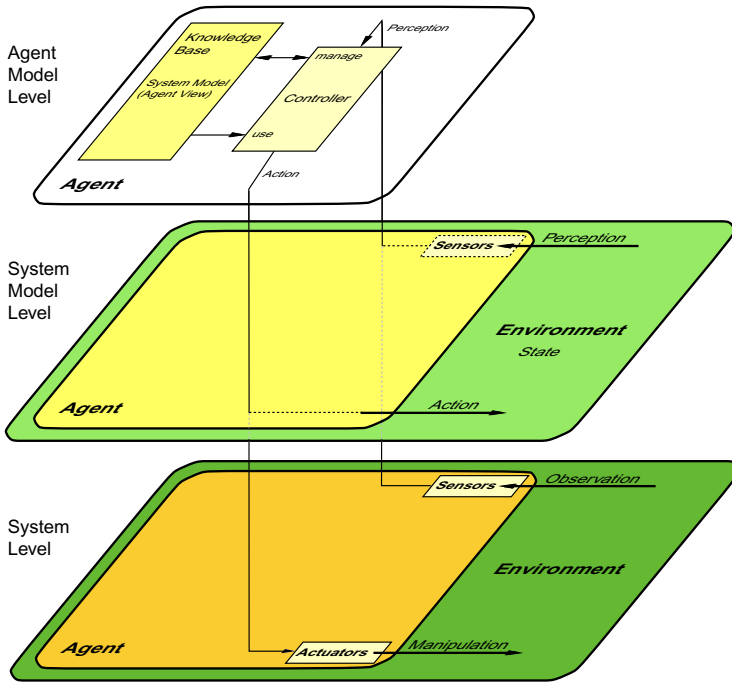 Agent
Model
Level
Knowledge
Base
System Model
(Agent View)
Perception
manage
Controller
use
Action
Agent
System
Model
Level
Sensors
Perception
Environment
State
Agent
Action
System
Level
Sensors
Observation
Environment
Agent
Actuators
Manipulation